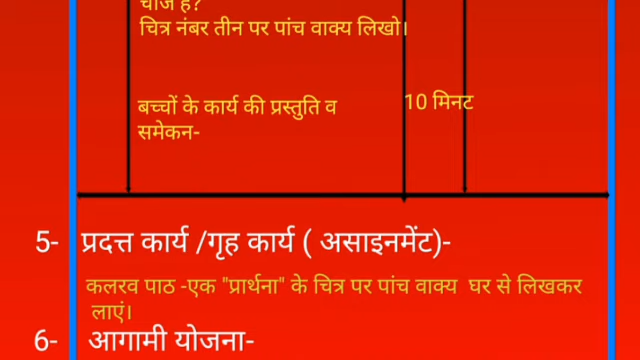 चीज है?
चित्र नंबर तीन पर पांच वाक्य लिखो।
बच्चों के कार्य की प्रस्तुति व
समेकन-
10 मिनट
5- प्रदत्त कार्य /गृह कार्य ( असाइनमेंट)-
कलरव पाठ -एक "प्रार्थना" के चित्र पर पांच वाक्य घर से लिखकर
लाएं।
6- आगामी योजना-